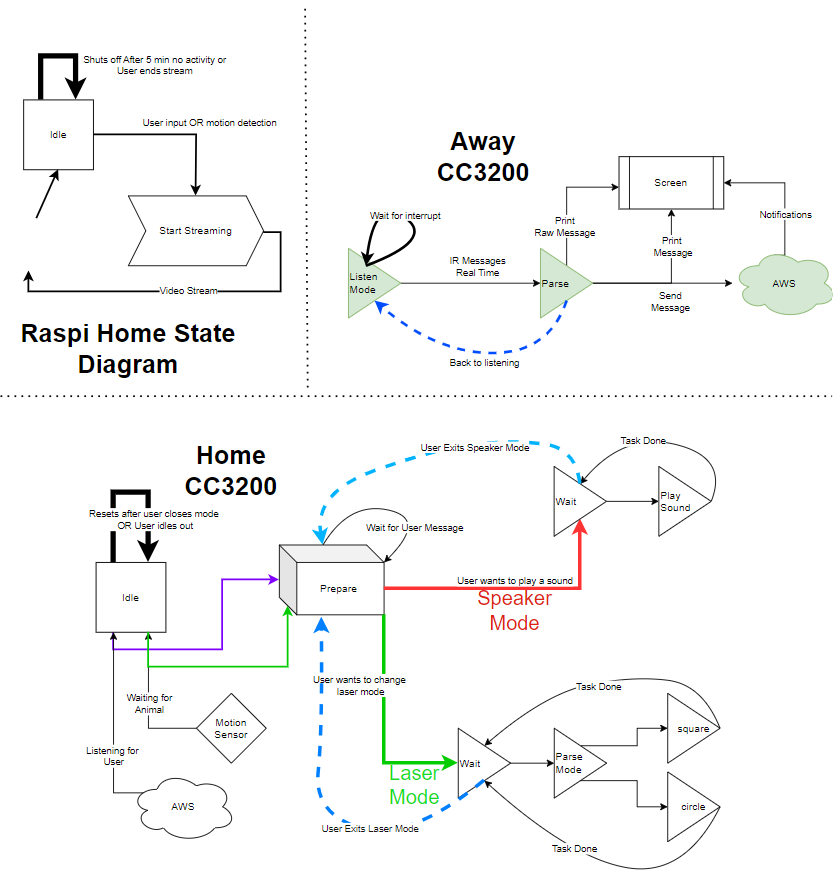 Shuts off After 5 min no activity or
User ends stream
Idle
User input OR motion detection
Start Streaming
Video Stream
Raspi Home State
Diagram
Away
CC3200
Wait for interrupt
Listen
Mode
IR Messages
Real Time
Parse
Print
Raw Message
Screen
Print
Message
Notifications
AWS
Send
Message
Back to listening
Home
CC3200
Resets after user closes mode
OR User idles out
Idle
Prepare
Wait for User Message
User Exits Speaker Mode
Wait
Task Done
Play
Sound
User wants to play a sound
Speaker
Mode
Waiting for
Animal
Motion
Sensor
Listening for
User
AWS
User wants to change
laser mode
Laser
Mode
User Exits Laser Mode
Wait
Parse
Mode
Task Done
square
circle
Task Done